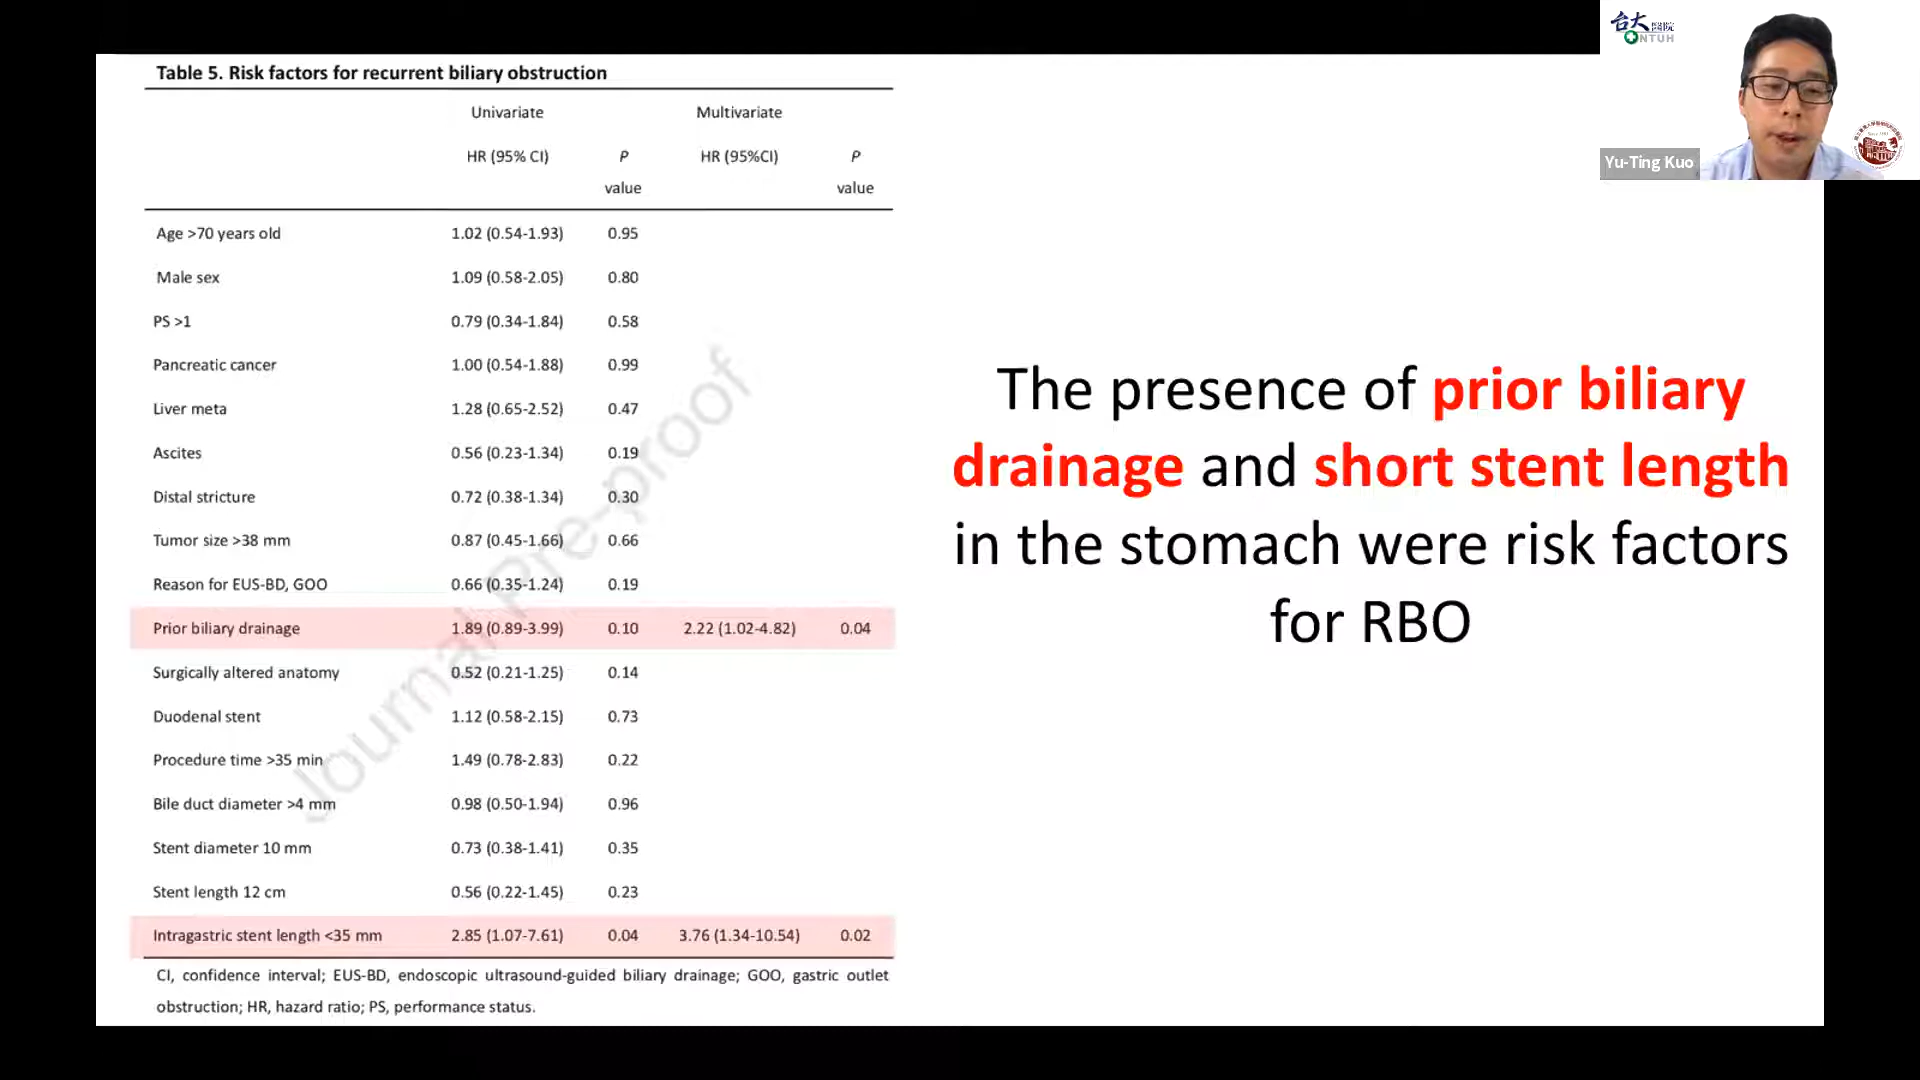 Table 5. Risk factors for recurrent biliary obstruction
Univariate Multivariate
HR (95% CI) P value HR (95%CI) P value
Age >70 years old 1.02 (0.54-1.93) 0.95
Male sex 1.09 (0.58-2.05) 0.80
PS >1 0.79 (0.34-1.84) 0.58
Pancreatic cancer 1.00 (0.54-1.88) 0.99
Liver meta 1.28 (0.65-2.52) 0.47
Ascites 0.56 (0.23-1.34) 0.19
Distal stricture 0.72 (0.38-1.34) 0.30
Tumor size >38 mm 0.87 (0.45-1.66) 0.66
Reason for EUS-BD, GOO 0.66 (0.35-1.24) 0.19
Prior biliary drainage 1.89 (0.89-3.99) 0.10 2.22 (1.02-4.82) 0.04
Surgically altered anatomy 0.52 (0.21-1.25) 0.14
Duodenal stent 1.12 (0.58-2.15) 0.73
Procedure time >35 min 1.49 (0.78-2.83) 0.22
Bile duct diameter >4 mm 0.98 (0.50-1.94) 0.96
Stent diameter 10 mm 0.73 (0.38-1.41) 0.35
Stent length 12 cm 0.56 (0.22-1.45) 0.23
Intragastric stent length <35 mm 2.85 (1.07-7.61) 0.04 3.76 (1.34-10.54) 0.02
CI, confidence interval; EUS-BD, endoscopic ultrasound-guided biliary drainage; GOO, gastric outlet
obstruction; HR, hazard ratio; PS, performance status.
Journal Pre-proof
The presence of prior biliary
drainage and short stent length
in the stomach were risk factors
for RBO
台大醫院
NTUH
Yu-Ting Kuo